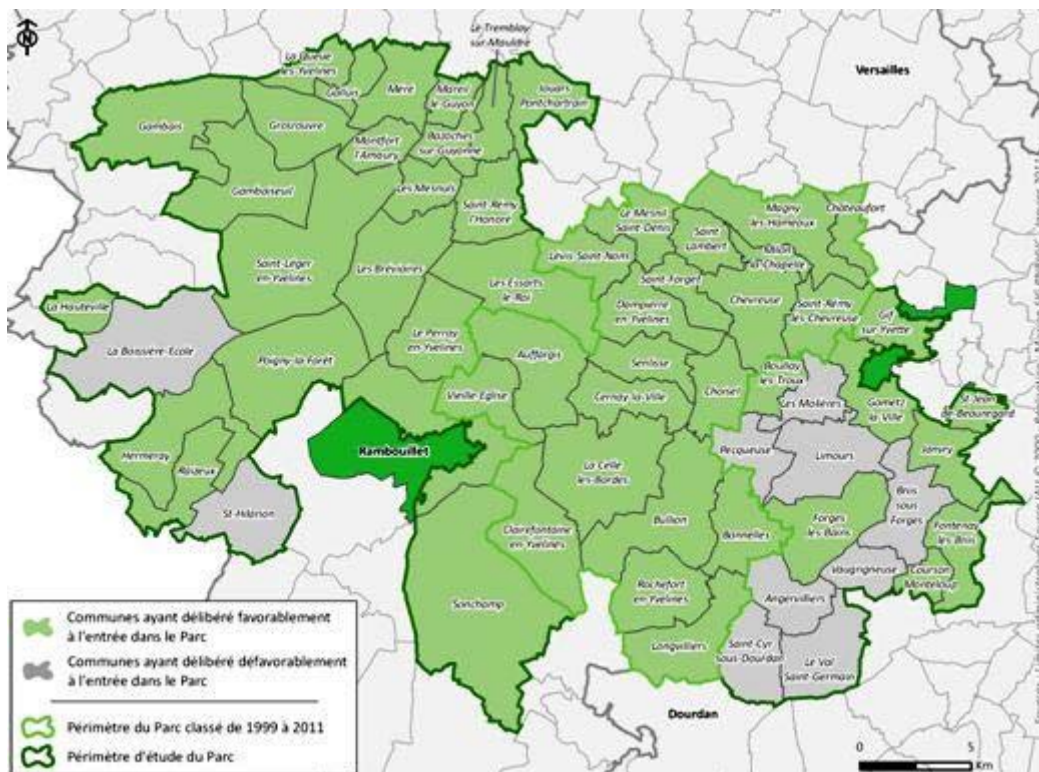 N
Le Tremblay
sur Mauldre
La Queue
les-Yvelines
Galluis
Méré
Mareil
le-Guyon
Jouars
Pontchartrain
Versailles
Gambais
Grosrouvre
Montfort
l'Amaury
Bazoches
sur-Guyonne
Gambaiseuil
Les Mesnuls
Saint-Rémy
l'Honoré
Le Mesnil
Saint-Denis
Saint
Lambert
Magny
les-Hameaux
Châteaufort
Milon
la-Chapelle
Lévis-Saint-Nom
Saint-Léger
en-Yvelines
Les Bréviaires
Les Essarts
le-Roi
Saint-Forget
Dampierre
en-Yvelines
Chevreuse
Saint-Rémy
lès-Chevreuse
Gif
sur-Yvette
La Hauteville
La Boissière-Ecole
Poigny-la-Forêt
Le Perray
en-Yvelines
Auffargis
Senlisse
Cernay-la-Ville
Choisel
Boullay
les-Troux
Les Molières
Gometz
la-Ville
St-Jean
de-Beauregard
Vieille-Eglise
Hermeray
Raizeux
St-Hilarion
Rambouillet
La Celle
les-Bordes
Pecqueuse
Limours
Janvry
Briis
sous
Forges
Fontenay
les-Briis
Sonchamp
Clairefontaine
en-Yvelines
Bullion
Bonnelles
Forges
les-Bains
Vaugrigneuse
Courson
Monteloup
Rochefort
en-Yvelines
Angervilliers
Longvilliers
Saint-Cyr
sous-Dourdan
Le Val
Saint-Germain
Dourdan
Communes ayant délibéré favorablement
à l'entrée dans le Parc
Communes ayant délibéré défavorablement
à l'entrée dans le Parc
Périmètre du Parc classé de 1999 à 2011
Périmètre d'étude du Parc
0 5
Km